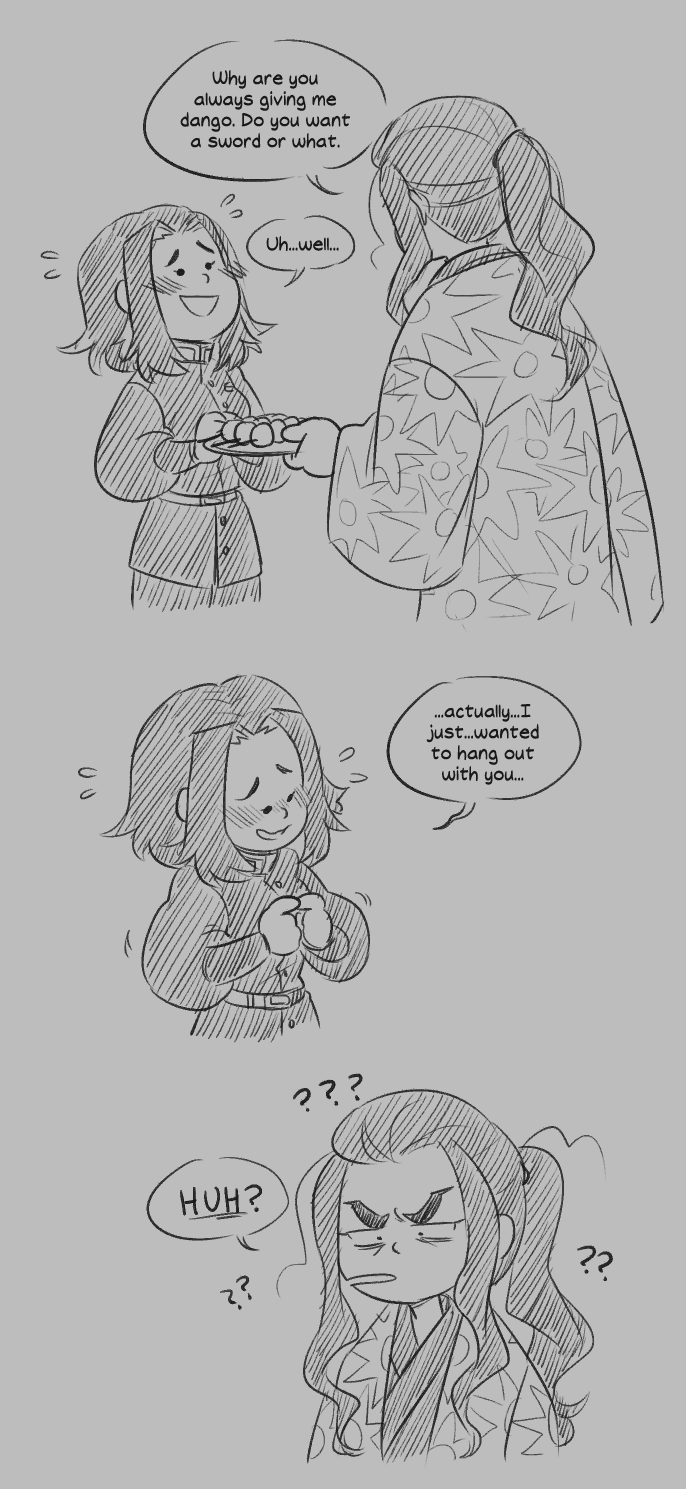 Why are you
always giving me
dango. Do you want
a sword or what.
Uh...well...
...actually...I
just...wanted
to hang out
with you...
? ? ?
HUH?
??
??